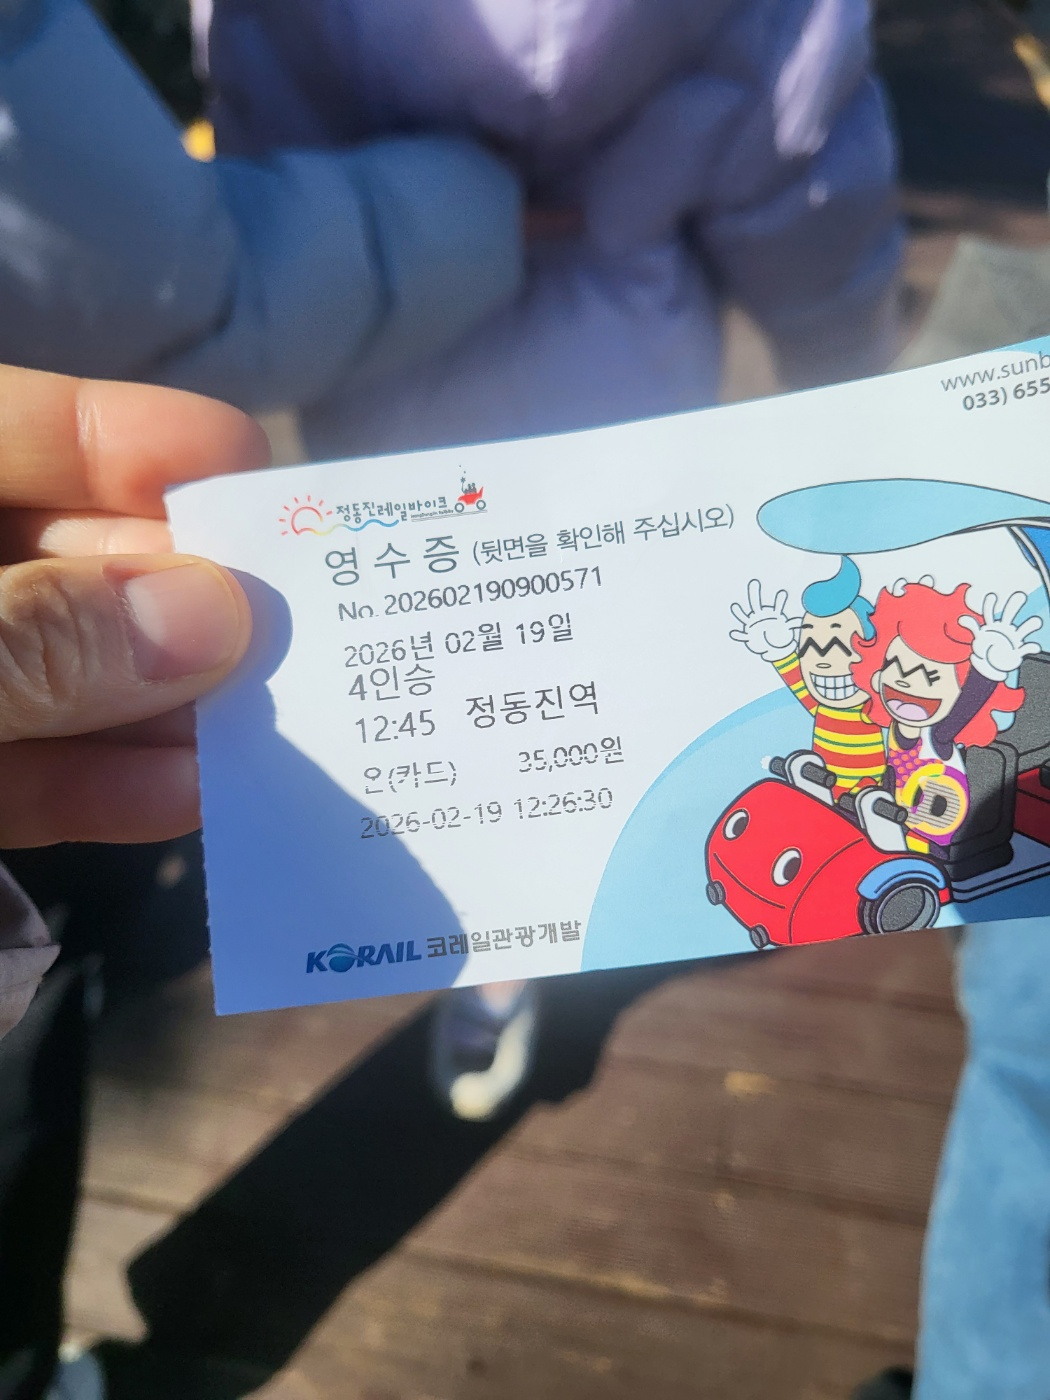 www.sunb
033) 655
정동진레일바이크
영수증 (뒷면을 확인해 주십시오)
No. 202602190900571
2026년 02월 19일
4인승
12:45 정동진역
온(카드) 35,000원
2026-02-19 12:26:30
KORAIL 코레일관광개발